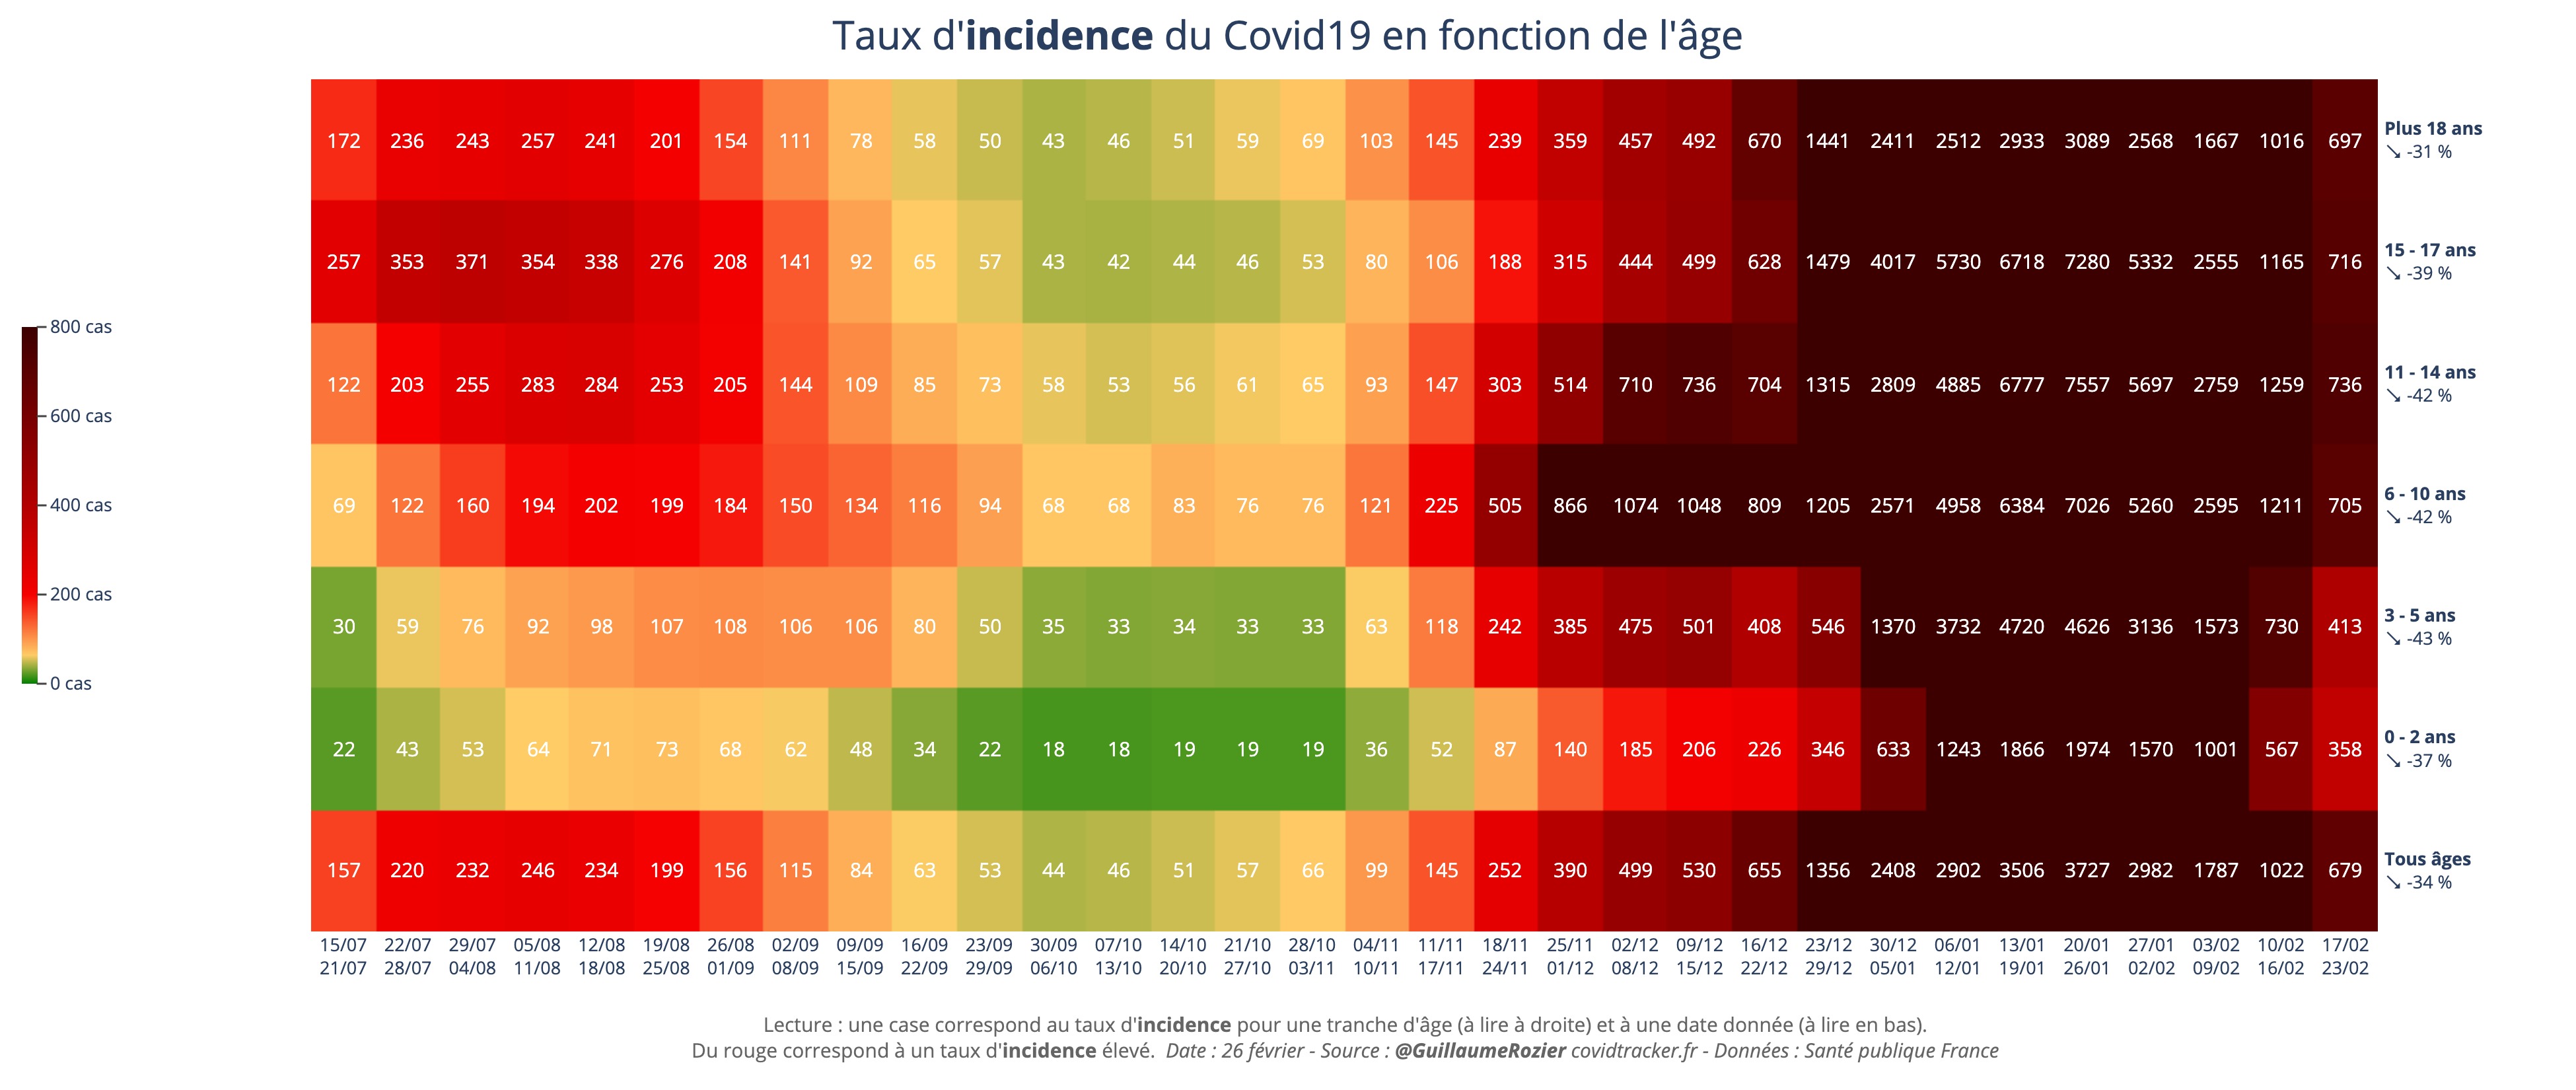 Taux d'incidence du Covid19 en fonction de l'âge
172 236 243 257 241 201 154 111 78 58 50 43 46 51 59 69 103 145 239 359 457 492 670 1441 2411 2512 2933 3089 2568 1667 1016 697
Plus 18 ans
↘ -31 %
257 353 371 354 338 276 208 141 92 65 57 43 42 44 46 53 80 106 188 315 444 499 628 1479 4017 5730 6718 7280 5332 2555 1165 716
15 - 17 ans
↘ -39 %
122 203 255 283 284 253 205 144 109 85 73 58 53 56 61 65 93 147 303 514 710 736 704 1315 2809 4885 6777 7557 5697 2759 1259 736
11 - 14 ans
↘ -42 %
69 122 160 194 202 199 184 150 134 116 94 68 68 83 76 76 121 225 505 866 1074 1048 809 1205 2571 4958 6384 7026 5260 2595 1211 705
6 - 10 ans
↘ -42 %
30 59 76 92 98 107 108 106 106 80 50 35 33 34 33 33 63 118 242 385 475 501 408 546 1370 3732 4720 4626 3136 1573 730 413
3 - 5 ans
↘ -43 %
22 43 53 64 71 73 68 62 48 34 22 18 18 19 19 19 36 52 87 140 185 206 226 346 633 1243 1866 1974 1570 1001 567 358
0 - 2 ans
↘ -37 %
157 220 232 246 234 199 156 115 84 63 53 44 46 51 57 66 99 145 252 390 499 530 655 1356 2408 2902 3506 3727 2982 1787 1022 679
Tous âges
↘ -34 %
800 cas
600 cas
400 cas
200 cas
0 cas
15/07 22/07 29/07 05/08 12/08 19/08 26/08 02/09 09/09 16/09 23/09 30/09 07/10 14/10 21/10 28/10 04/11 11/11 18/11 25/11 02/12 09/12 16/12 23/12 30/12 06/01 13/01 20/01 27/01 03/02 10/02 17/02
21/07 28/07 04/08 11/08 18/08 25/08 01/09 08/09 15/09 22/09 29/09 06/10 13/10 20/10 27/10 03/11 10/11 17/11 24/11 01/12 08/12 15/12 22/12 29/12 05/01 12/01 19/01 26/01 02/02 09/02 16/02 23/02
Lecture : une case correspond au taux d'incidence pour une tranche d'âge (à lire à droite) et à une date donnée (à lire en bas).
Du rouge correspond à un taux d'incidence élevé. Date : 26 février - Source : @GuillaumeRozier covidtracker.fr - Données : Santé publique France